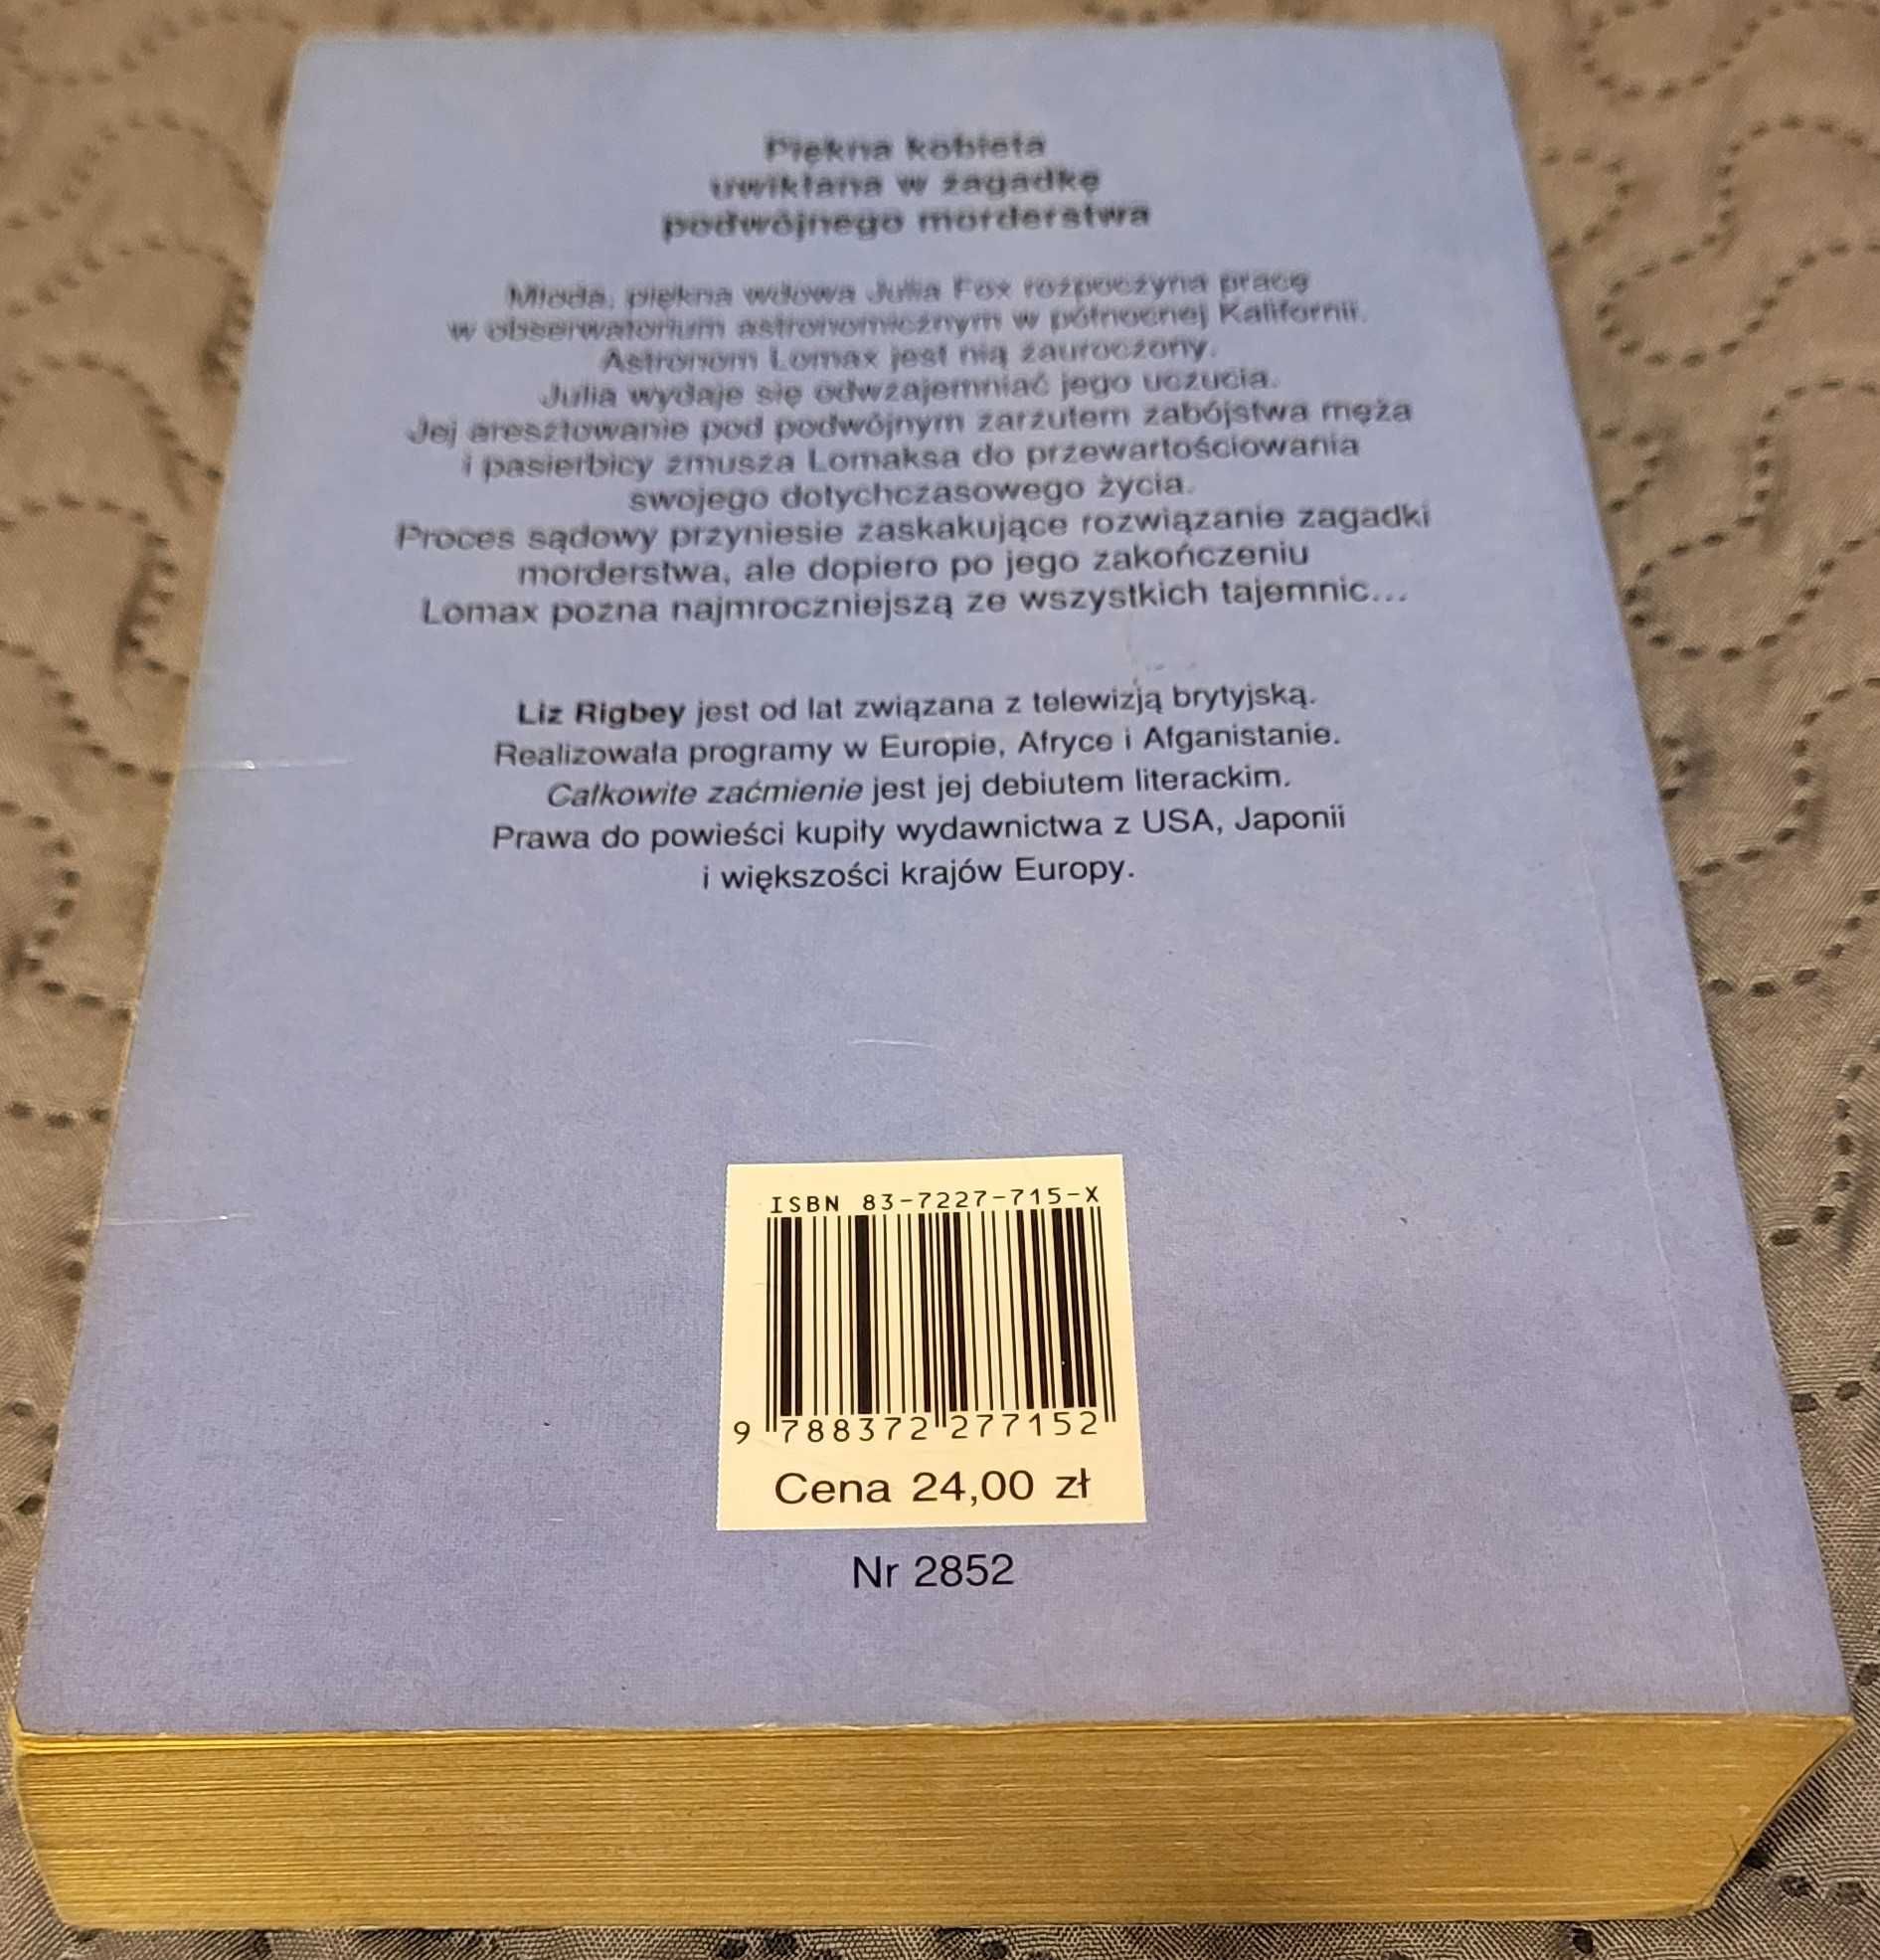 Piękna kobieta
uwikłana w zagadkę
podwójnego morderstwa
Młoda, piękna wdowa Julia Fox rozpoczyna pracę
w obserwatorium astronomicznym w północnej Kalifornii.
Astronom Lomax jest nią zauroczony.
Julia wydaje się odwzajemniać jego uczucia.
Jej aresztowanie pod podwójnym zarzutem zabójstwa męża
i pasierbicy zmusza Lomaksa do przewartościowania
swojego dotychczasowego życia.
Proces sądowy przyniesie zaskakujące rozwiązanie zagadki
morderstwa, ale dopiero po jego zakończeniu
Lomax pozna najmroczniejszą ze wszystkich tajemnic...
Liz Rigbey jest od lat związana z telewizją brytyjską.
Realizowała programy w Europie, Afryce i Afganistanie.
Całkowite zaćmienie jest jej debiutem literackim.
Prawa do powieści kupiły wydawnictwa z USA, Japonii
i większości krajów Europy.
ISBN 83-7227-715-X
9 788372 277152
Cena 24,00 zł
Nr 2852